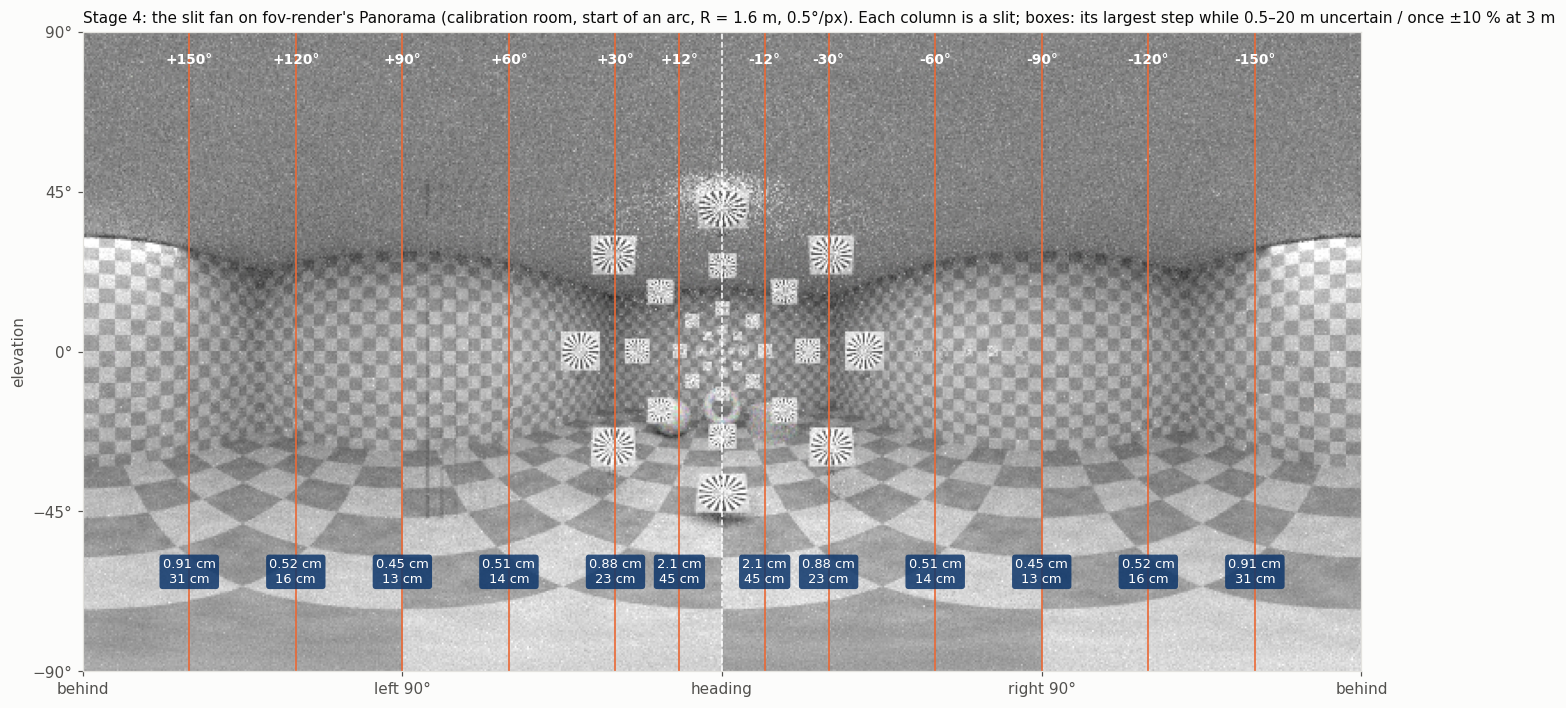 Stage 4: the slit fan on fov-render's Panorama (calibration room, start of an arc, R = 1.6 m, 0.5°/px). Each column is a slit; boxes: its largest step while 0.5–20 m uncertain / once ±10 % at 3 m
90°
+150° +120° +90° +60° +30° +12° -12° -30° -60° -90° -120° -150°
45°
0°
elevation
−45°
0.91 cm 0.52 cm 0.45 cm 0.51 cm 0.88 cm 2.1 cm 2.1 cm 0.88 cm 0.51 cm 0.45 cm 0.52 cm 0.91 cm
31 cm 16 cm 13 cm 14 cm 23 cm 45 cm 45 cm 23 cm 14 cm 13 cm 16 cm 31 cm
−90°
behind left 90° heading right 90° behind